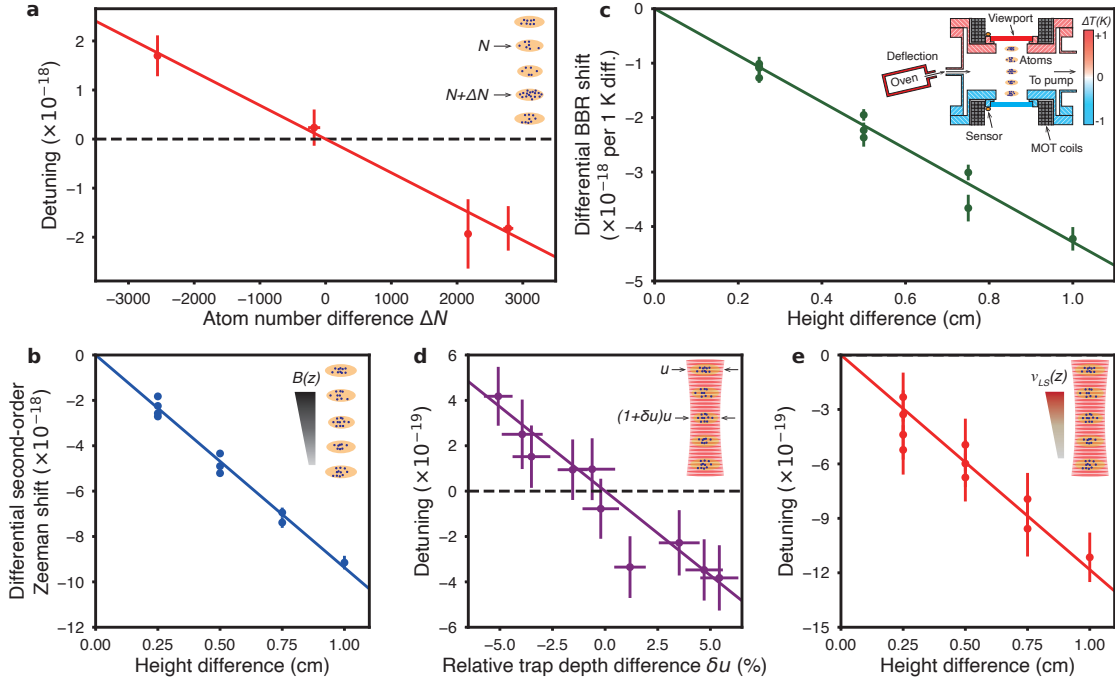 a
Detuning (×10⁻¹⁸)
2
1
0
−1
−2
−3000
−2000
−1000
0
1000
2000
3000
Atom number difference ΔN
N
N+ΔN
c
Differential BBR shift
(×10⁻¹⁸ per 1 K diff.)
0
−1
−2
−3
−4
−5
0.0
0.2
0.4
0.6
0.8
1.0
Height difference (cm)
Viewport
ΔT(K)
+1
0
-1
Deflection
Oven
Atoms
To pump
Sensor
MOT coils
b
Differential second-order
Zeeman shift (×10⁻¹⁸)
0
−2
−4
−6
−8
−10
−12
0.00
0.25
0.50
0.75
1.00
Height difference (cm)
B(z)
d
Detuning (×10⁻¹⁹)
6
4
2
0
−2
−4
−6
−5.0
−2.5
0.0
2.5
5.0
Relative trap depth difference δu (%)
u
(1+δu)u
e
Detuning (×10⁻¹⁹)
0
−3
−6
−9
−12
−15
0.00
0.25
0.50
0.75
1.00
Height difference (cm)
ν_LS(z)